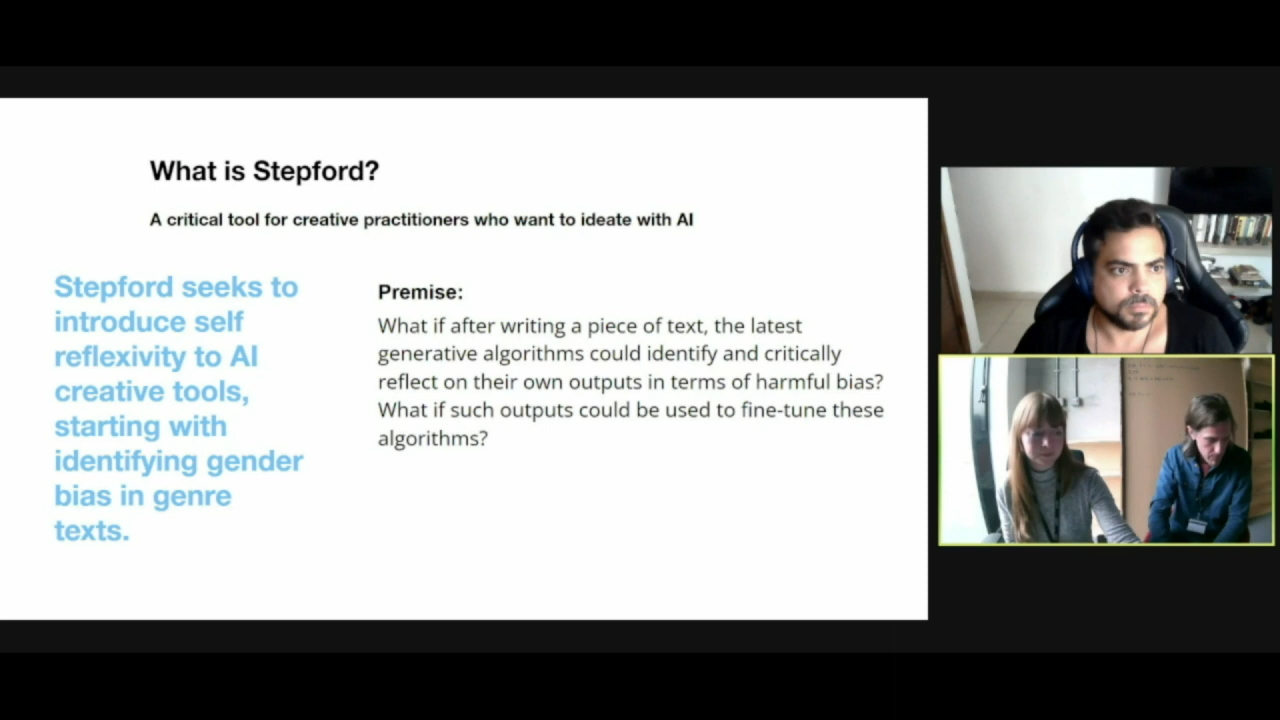 What is Stepford?
A critical tool for creative practitioners who want to ideate with AI
Stepford seeks to
introduce self
reflexivity to AI
creative tools,
starting with
identifying gender
bias in genre
texts.
Premise:
What if after writing a piece of text, the latest
generative algorithms could identify and critically
reflect on their own outputs in terms of harmful bias?
What if such outputs could be used to fine-tune these
algorithms?